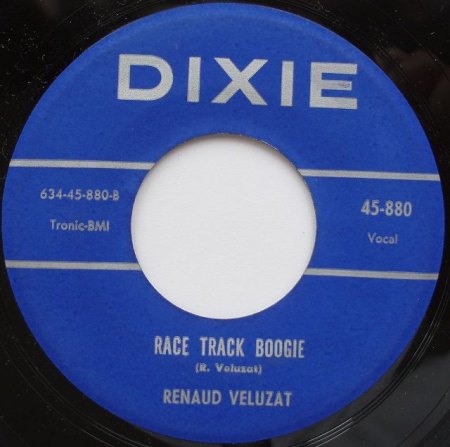 DIXIE
634-45-880-B
Tronic-BMI
45-880
Vocal
RACE TRACK BOOGIE
(R. Veluzat)
RENAUD VELUZAT